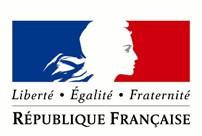 Liberté • Égalité • Fraternité
RÉPUBLIQUE FRANÇAISE